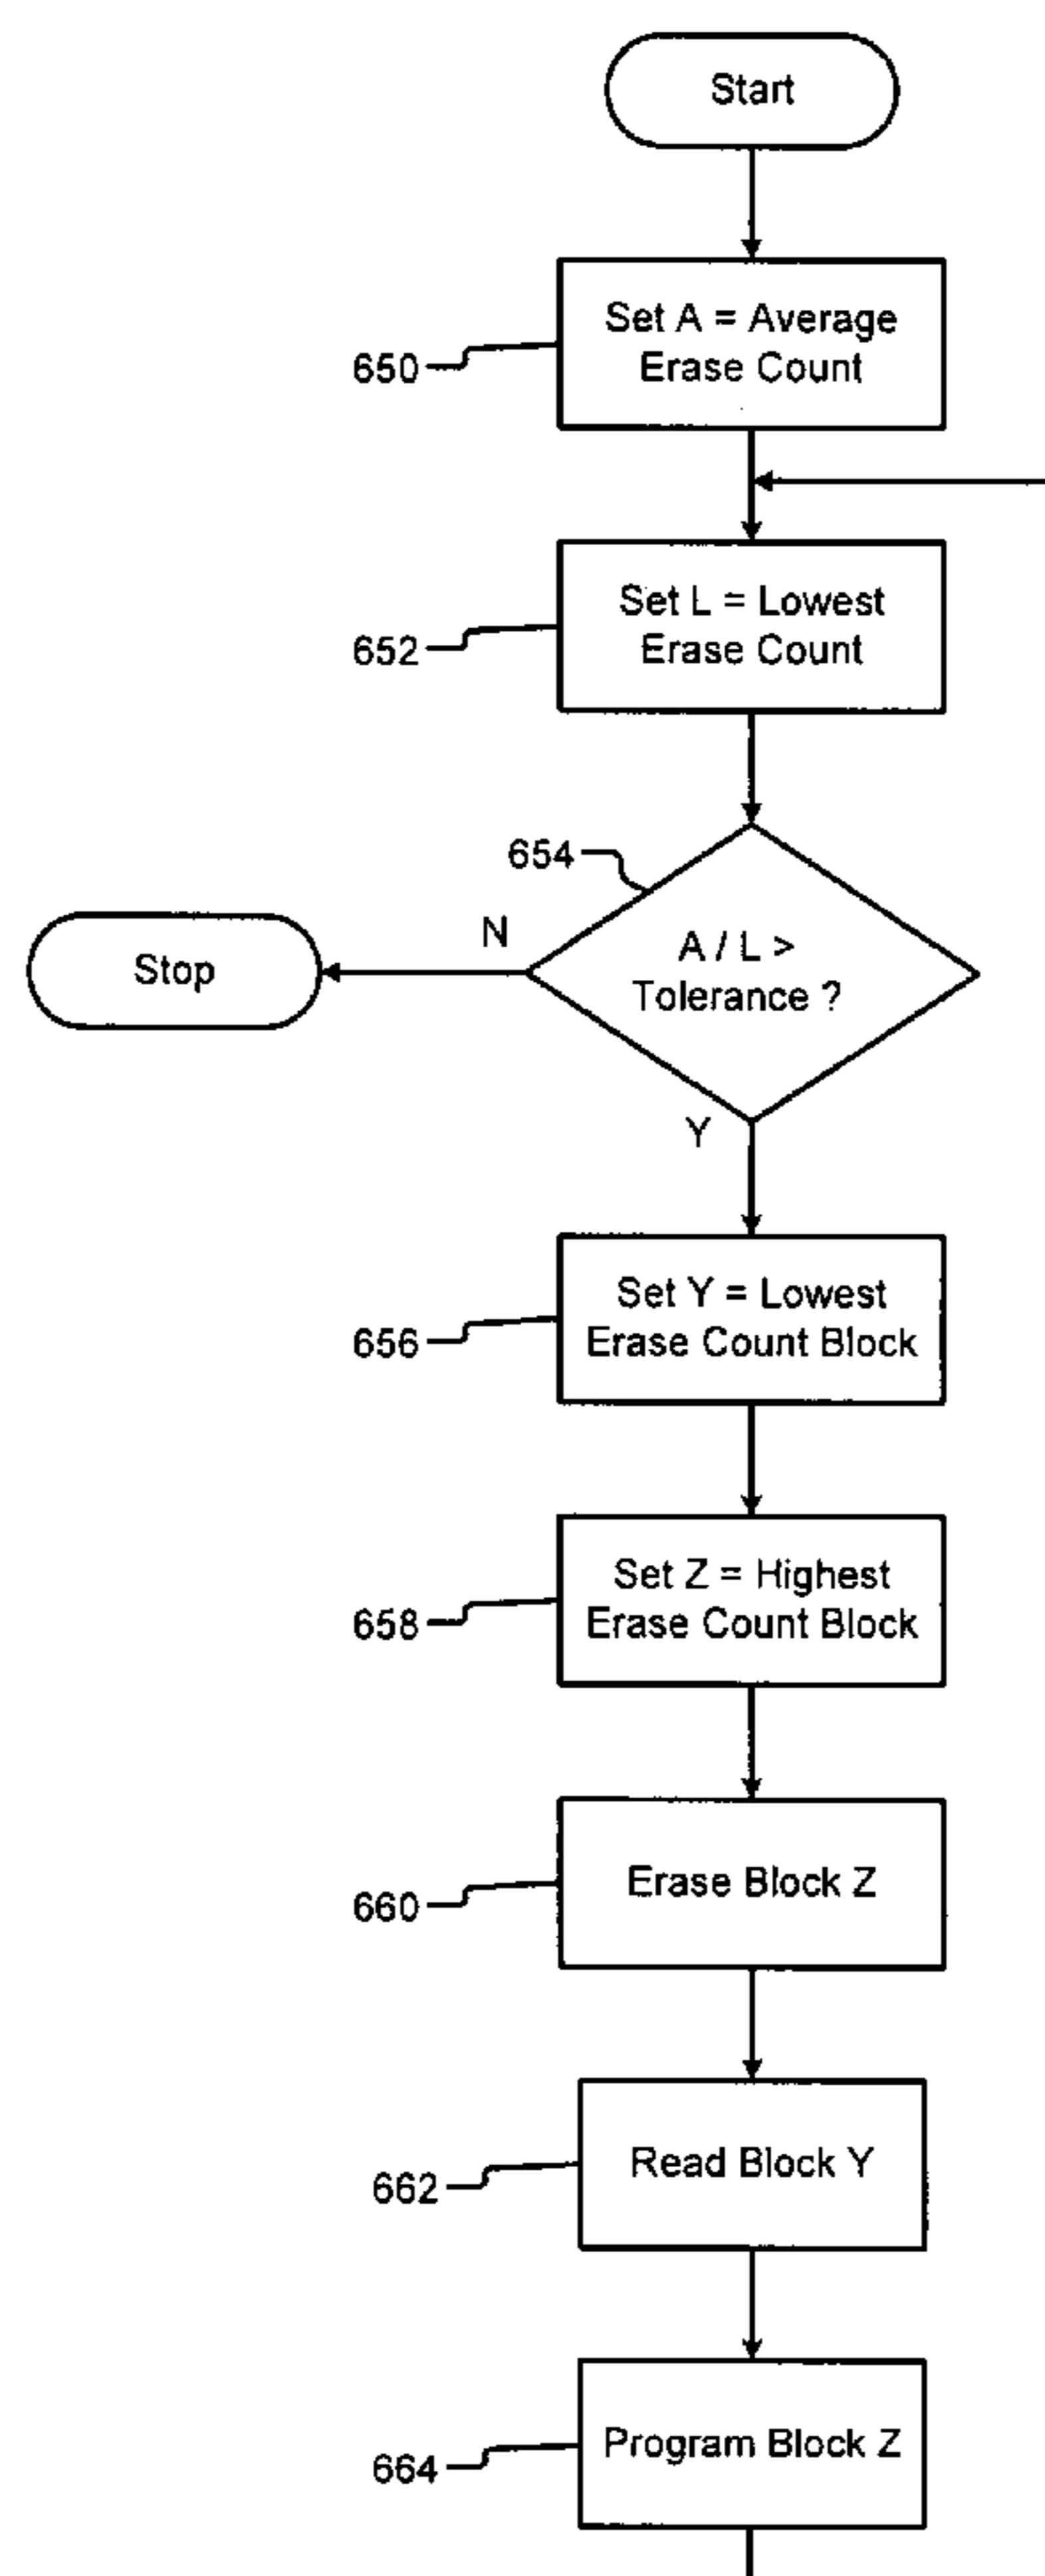 Start
Set A = Average
Erase Count
650
Set L = Lowest
Erase Count
652
654
A / L >
Tolerance ?
N
Stop
Y
Set Y = Lowest
Erase Count Block
656
Set Z = Highest
Erase Count Block
658
Erase Block Z
660
Read Block Y
662
Program Block Z
664